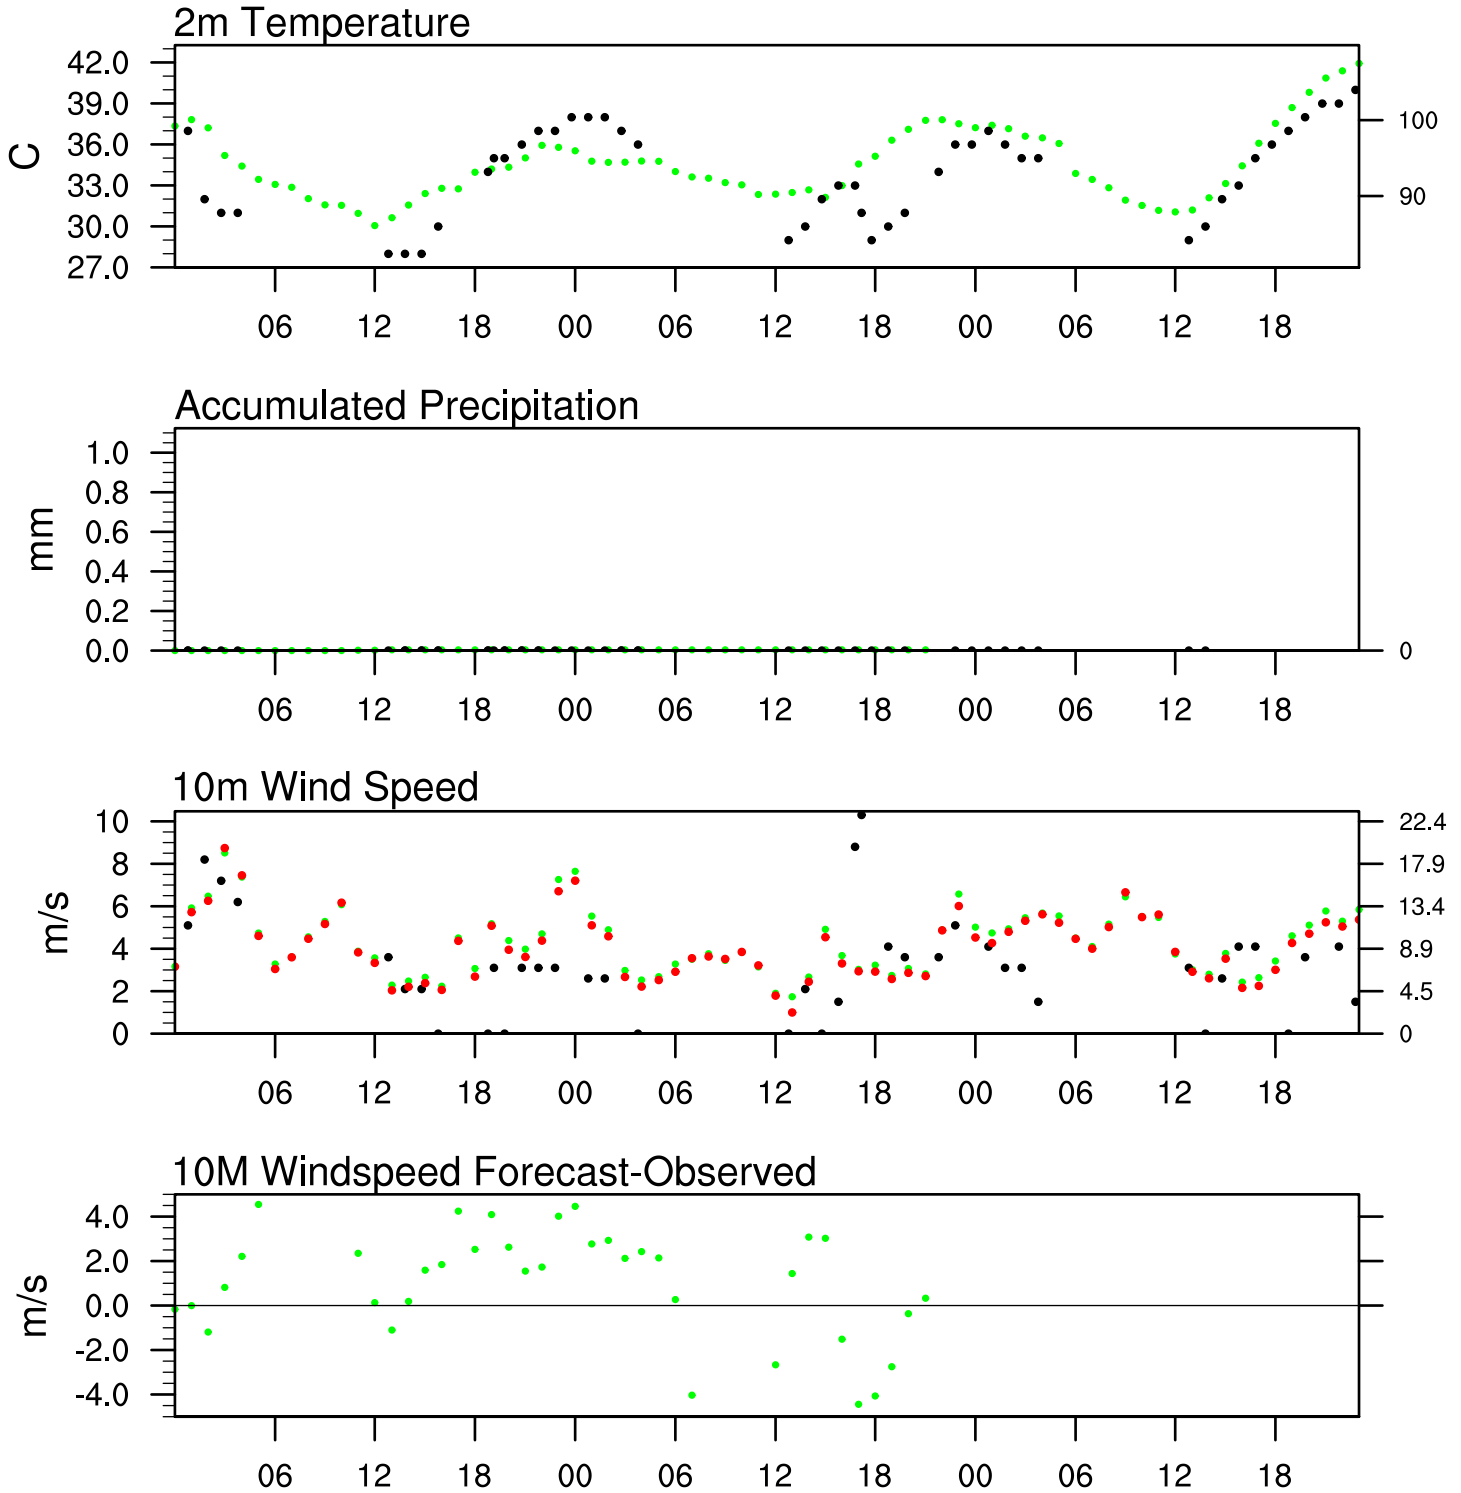 2m Temperature
42.0
39.0
36.0
33.0
30.0
27.0
C
100
90
06 12 18 00 06 12 18 00 06 12 18
Accumulated Precipitation
1.0
0.8
0.6
0.4
0.2
0.0
mm
0
06 12 18 00 06 12 18 00 06 12 18
10m Wind Speed
10
8
6
4
2
0
m/s
22.4
17.9
13.4
8.9
4.5
0
06 12 18 00 06 12 18 00 06 12 18
10M Windspeed Forecast-Observed
4.0
2.0
0.0
-2.0
-4.0
m/s
06 12 18 00 06 12 18 00 06 12 18